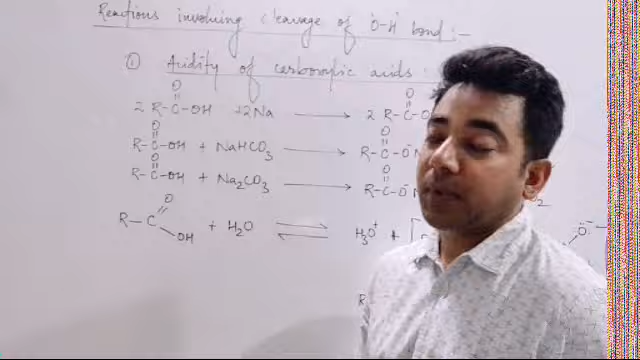 Reactions involving cleavage of 'O-H' bond :-
① Acidity of carboxylic acids :
O O
2 R-C-OH + 2Na → 2 R-C-O
O O
R-C-OH + NaHCO3 → R-C-O⁻N
O O
R-C-OH + Na2CO3 → R-C-O⁻N
R-C O OH + H2O ⇌ H3O⁺ + [ O⁻
R